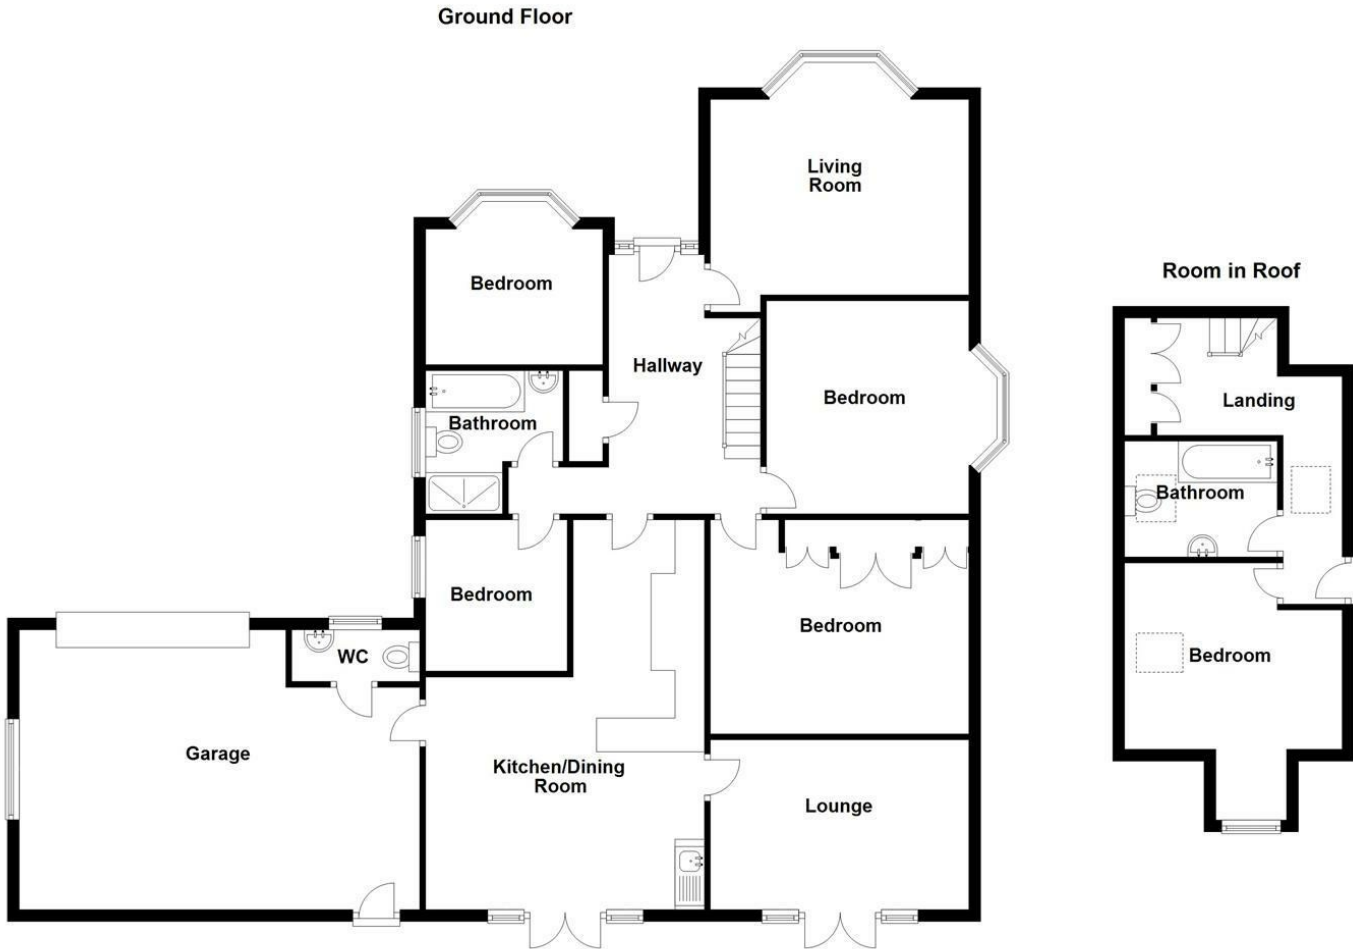 Ground Floor
Living
Room
Bedroom
Hallway
Bathroom
Bedroom
Bedroom
Bedroom
WC
Garage
Kitchen/Dining
Room
Lounge
Room in Roof
Landing
Bathroom
Bedroom